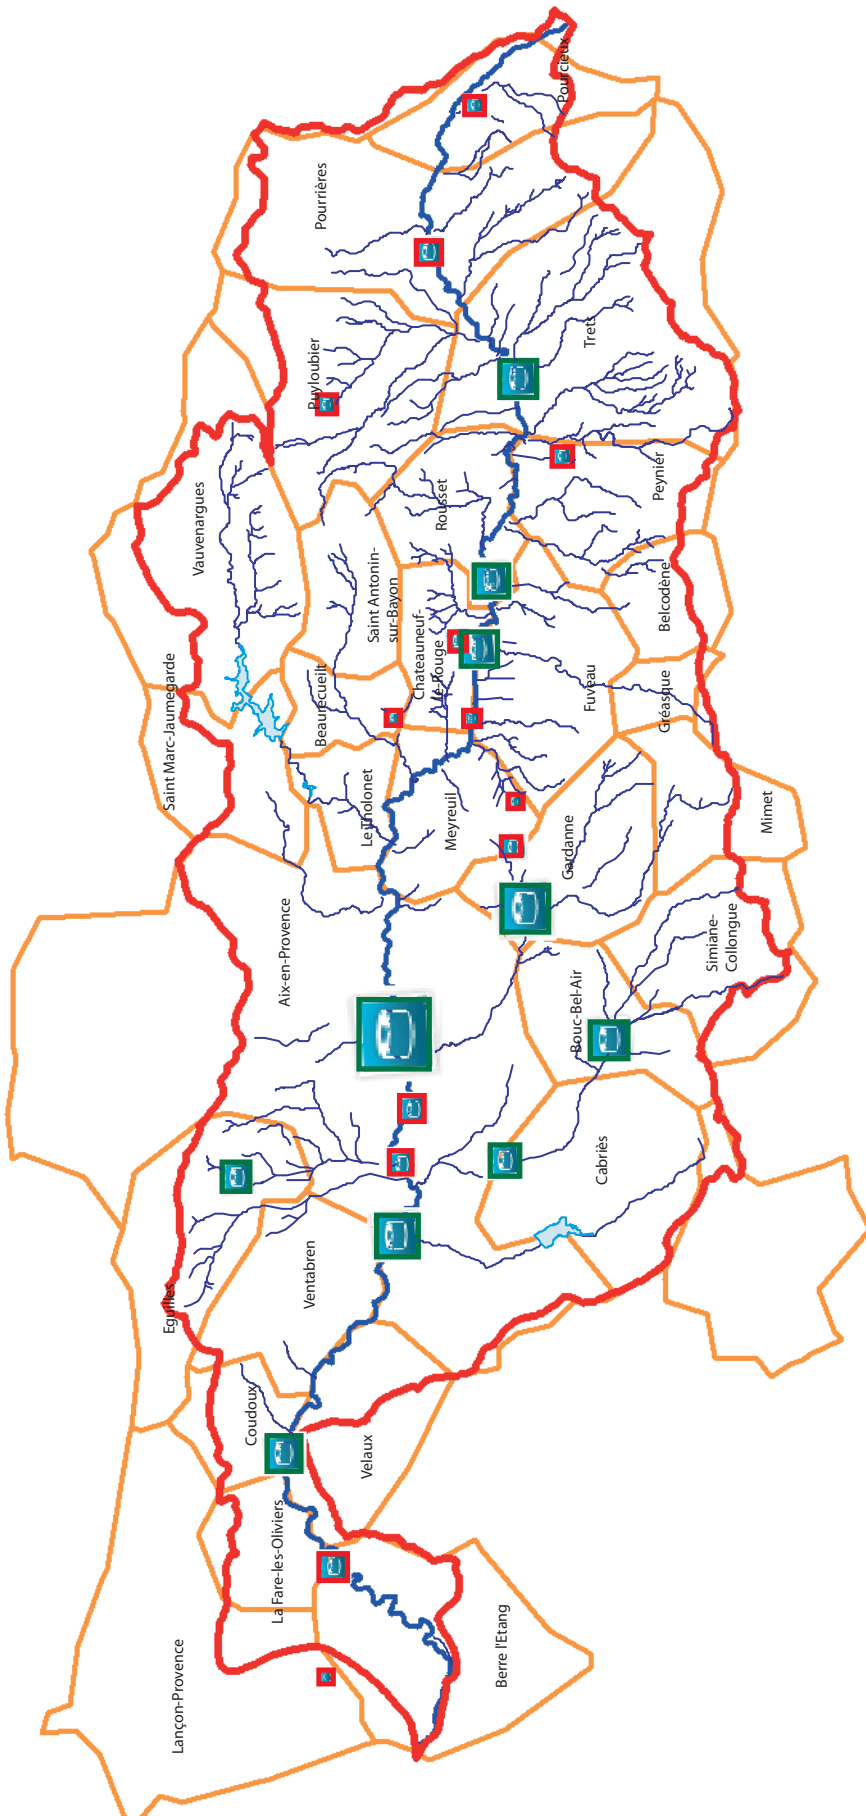 Pourcieux
Pourrières
Trets
Puyloubier
Peynier
Rousset
Vauvenargues
Saint Antonin-
sur-Bayon
Belcodène
Chateauneuf-
le-Rouge
Beaurecueilt
Fuveau
Gréasque
Saint Marc-Jaumegarde
Le Tholonet
Meyreuil
Mimet
Gardanne
Aix-en-Provence
Simiane-
Collongue
Bouc-Bel-Air
Cabriès
Ventabren
Eguilles
Coudoux
Velaux
La Fare-les-Oliviers
Berre l'Etang
Lançon-Provence